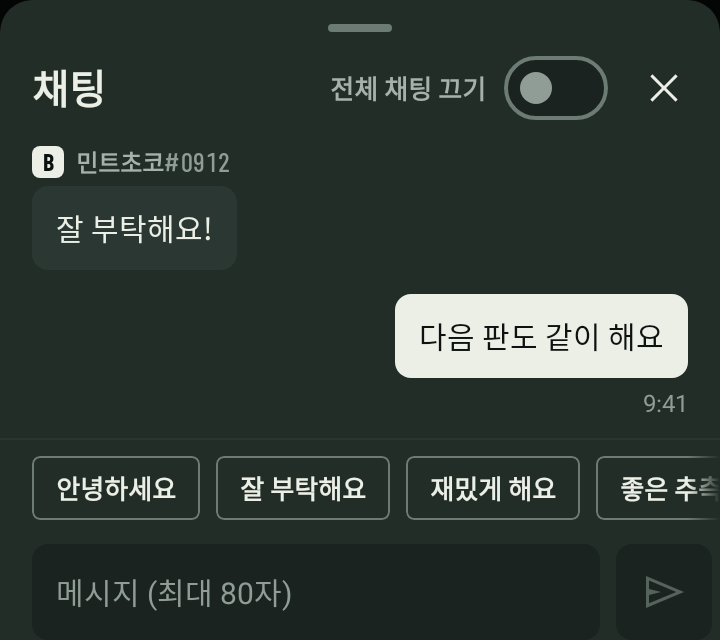 채팅
전체 채팅 끄기
B 민트초코#0912
잘 부탁해요!
다음 판도 같이 해요
9:41
안녕하세요
잘 부탁해요
재밌게 해요
좋은 추측
메시지 (최대 80자)